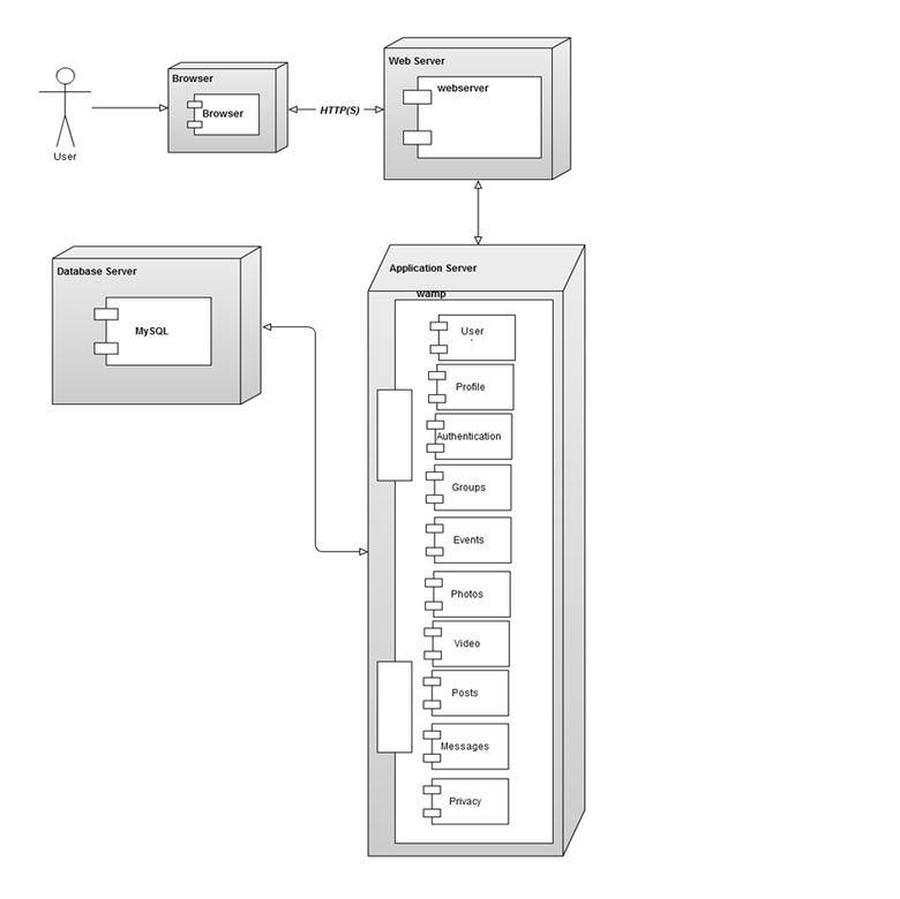 Web Server
webserver
Browser
Browser
HTTP(S)
User
Database Server
MySQL
Application Server
wamp
User
Profile
Authentication
Groups
Events
Photos
Video
Posts
Messages
Privacy